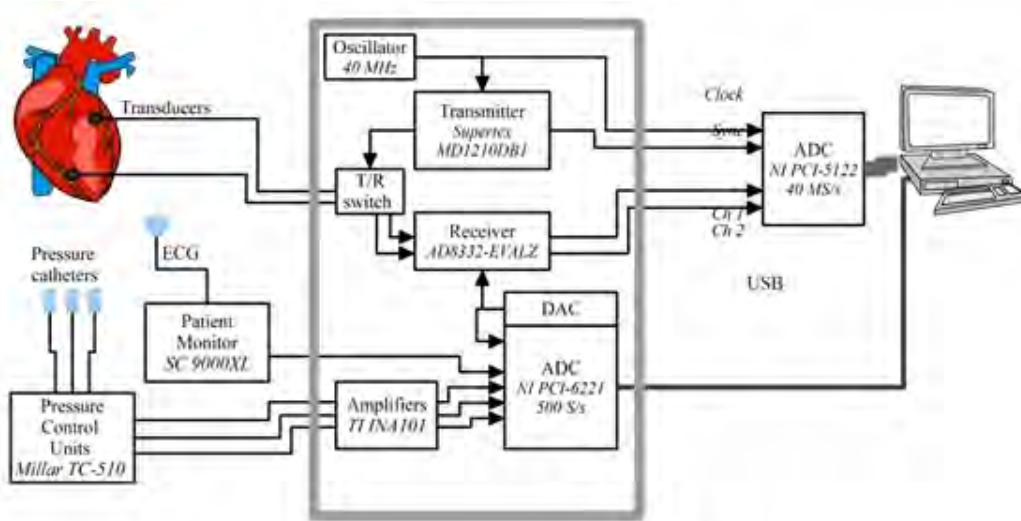 Oscillator
40 MHz
Transducers
Transmitter
Supertex
MD1210DB1
Clock
Sync
ADC
NI PCI-5122
40 MS/s
T/R
switch
Receiver
AD8332-EVALZ
Ch 1
Ch 2
ECG
Pressure
catheters
USB
Patient
Monitor
SC 9000XL
DAC
ADC
NI PCI-6221
500 S/s
Amplifiers
TI INA101
Pressure
Control
Units
Millar TC-510